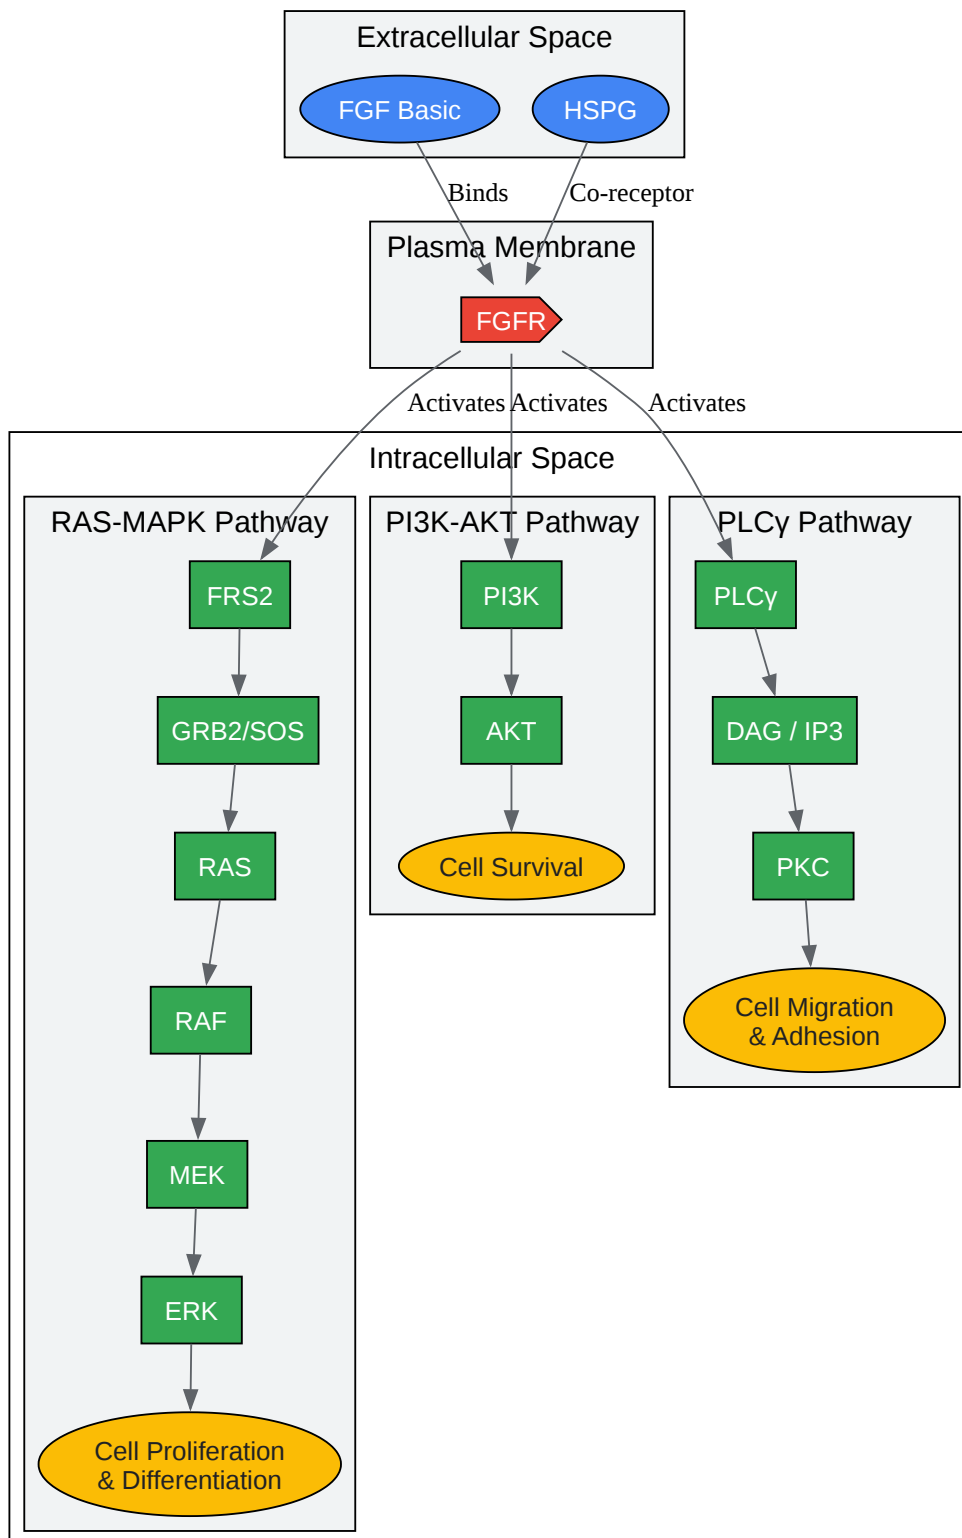 Extracellular Space
FGF Basic
HSPG
Binds
Co-receptor
Plasma Membrane
FGFR
Activates
Activates
Activates
Intracellular Space
RAS-MAPK Pathway
FRS2
GRB2/SOS
RAS
RAF
MEK
ERK
Cell Proliferation
& Differentiation
PI3K-AKT Pathway
PI3K
AKT
Cell Survival
PLCγ Pathway
PLCγ
DAG / IP3
PKC
Cell Migration
& Adhesion